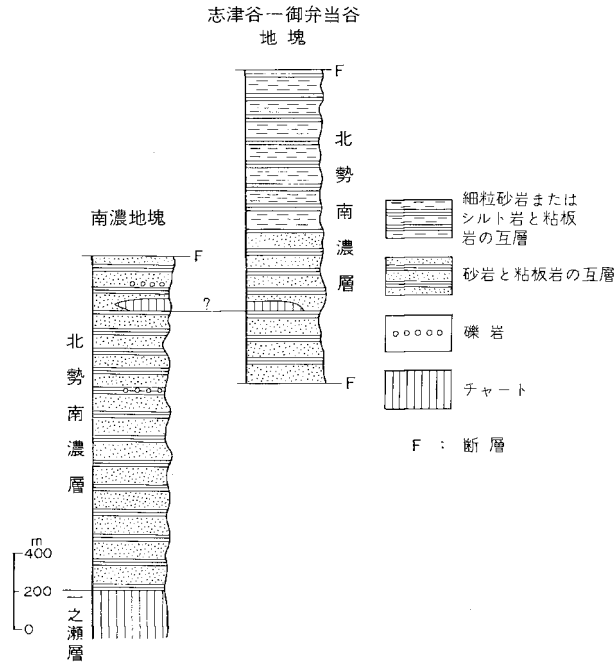 志津谷一御弁当谷
地塊
F
北勢南濃層
F
南濃地塊
F
?
北勢南濃層
一之瀬層
m
400
200
0
細粒砂岩または
シルト岩と粘板
岩の互層
砂岩と粘板岩の互層
礫岩
チャート
F : 断層